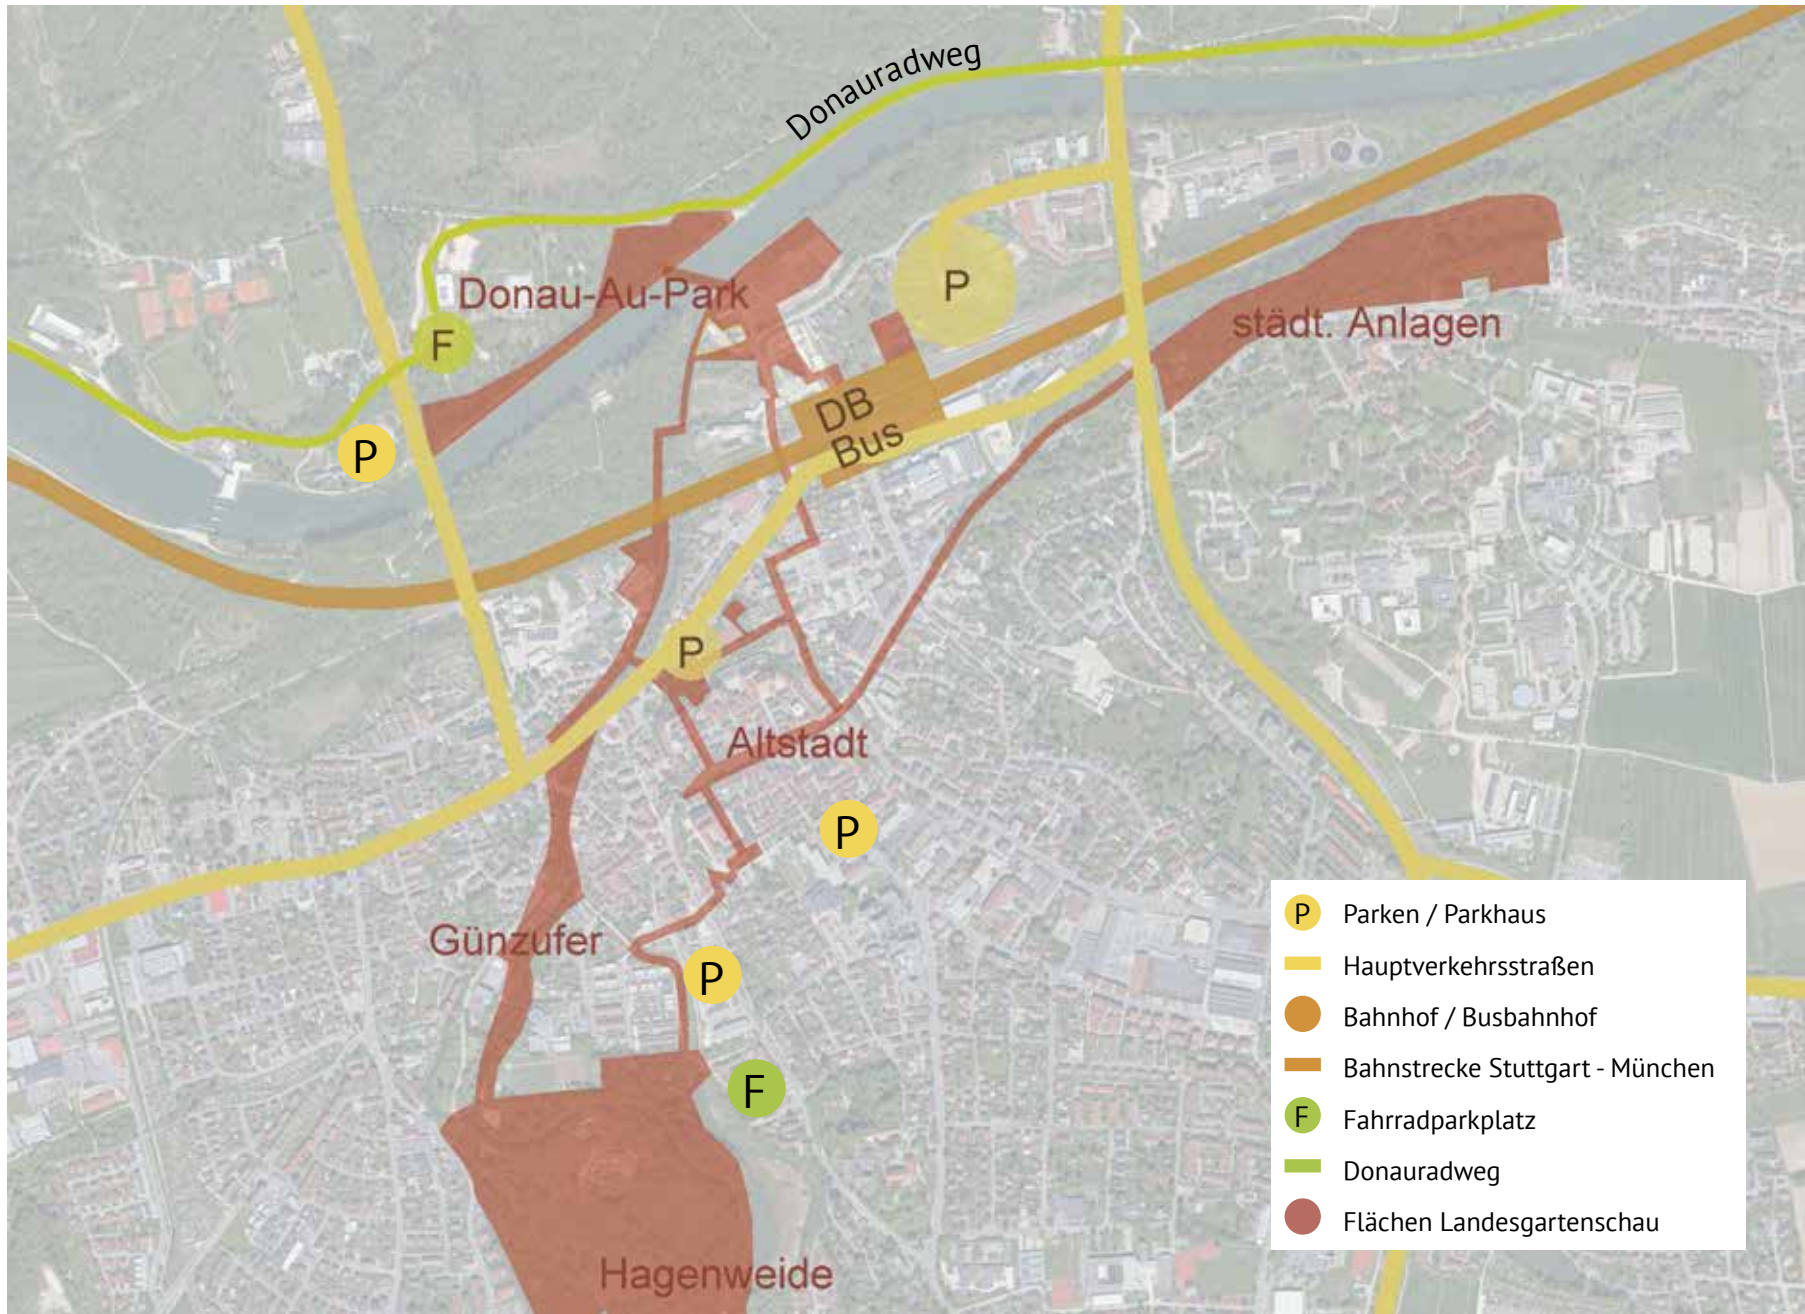 Donauradweg
P
Donau-Au-Park
F
städt. Anlagen
DB
Bus
P
P
Altstadt
P
Günzufer
P
F
Hagenweide
P Parken / Parkhaus
Hauptverkehrsstraßen
Bahnhof / Busbahnhof
Bahnstrecke Stuttgart - München
F Fahrradparkplatz
Donauradweg
Flächen Landesgartenschau